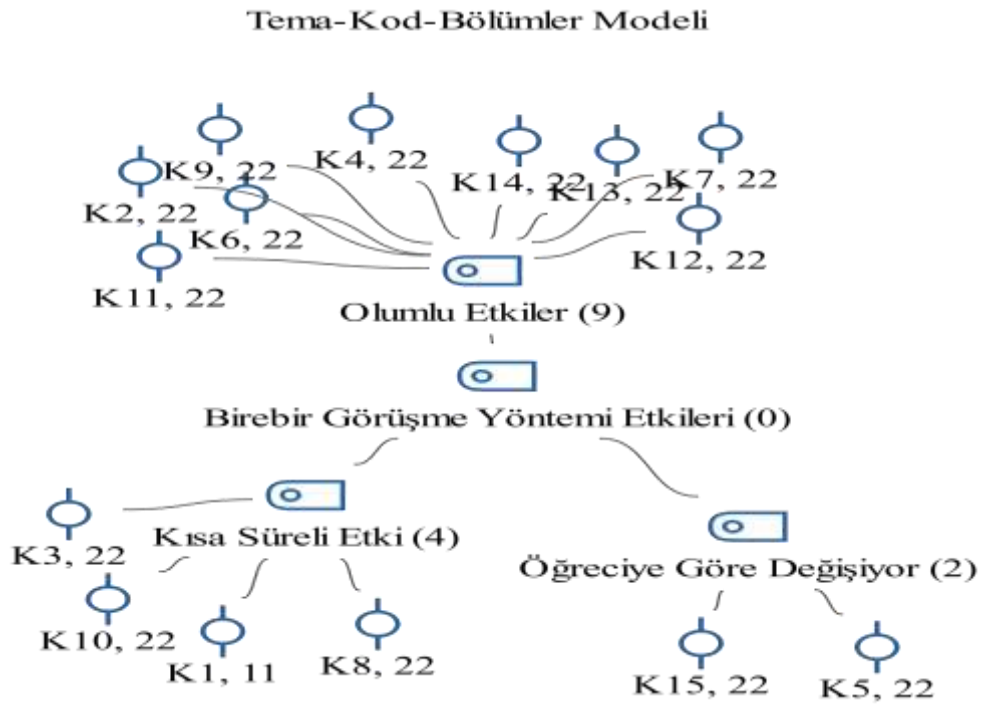 Tema-Kod-Bölümler Modeli
K9, 22
K4, 22
K14, 22
K13, 22
K7, 22
K2, 22
K6, 22
K12, 22
K11, 22
Olumlu Etkiler (9)
Birebir Görüşme Yöntemi Etkileri (0)
Kısa Süreli Etki (4)
K3, 22
Öğreciye Göre Değişiyor (2)
K10, 22
K1, 11
K8, 22
K15, 22
K5, 22